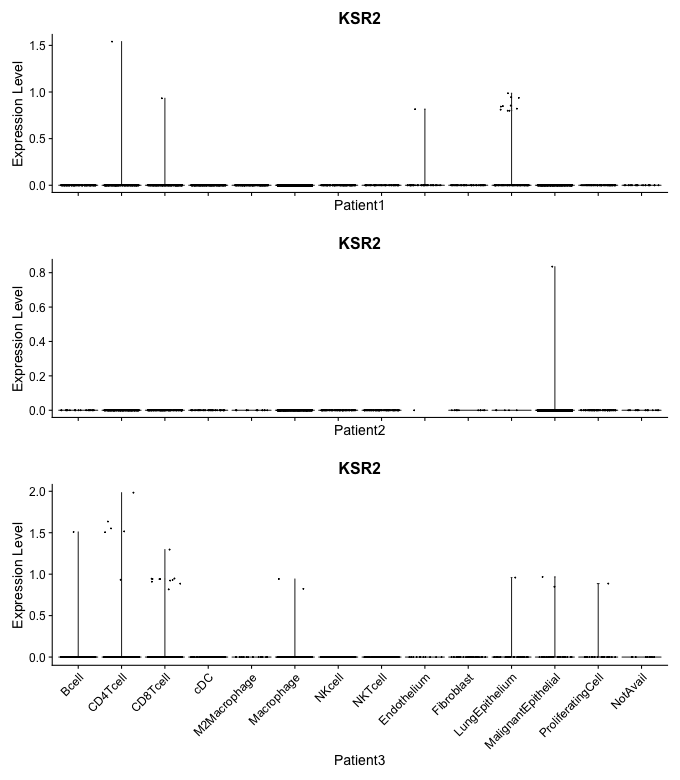 KSR2
1.5
1.0
0.5
0.0
Expression Level
Patient1
KSR2
0.8
0.6
0.4
0.2
0.0
Expression Level
Patient2
KSR2
2.0
1.5
1.0
0.5
0.0
Expression Level
Bcell
CD4Tcell
CD8Tcell
cDC
M2Macrophage
Macrophage
NKcell
NKTcell
Endothelium
Fibroblast
LungEpithelium
MalignantEpithelial
ProliferatingCell
NotAvail
Patient3